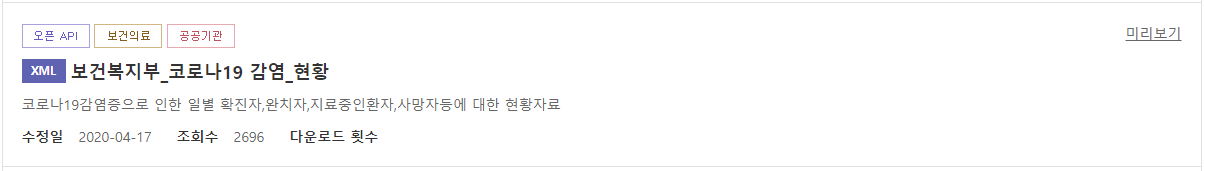 오픈 API 보건의료 공공기관 미리보기
XML 보건복지부_코로나19 감염_현황
코로나19감염증으로 인한 일별 확진자,완치자,지료중인환자,사망자등에 대한 현황자료
수정일 2020-04-17 조회수 2696 다운로드 횟수